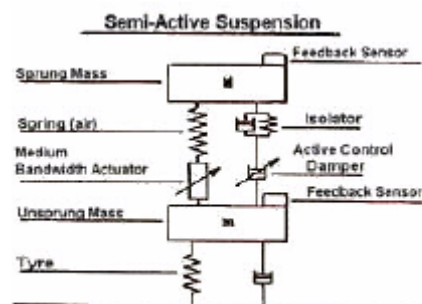 Semi-Active Suspension
Feedback Sensor
Sprung Mass
M
Spring (air)
Isolator
Medium
Bandwidth Actuator
Active Control
Damper
Feedback Sensor
Unsprung Mass
m
Tyre